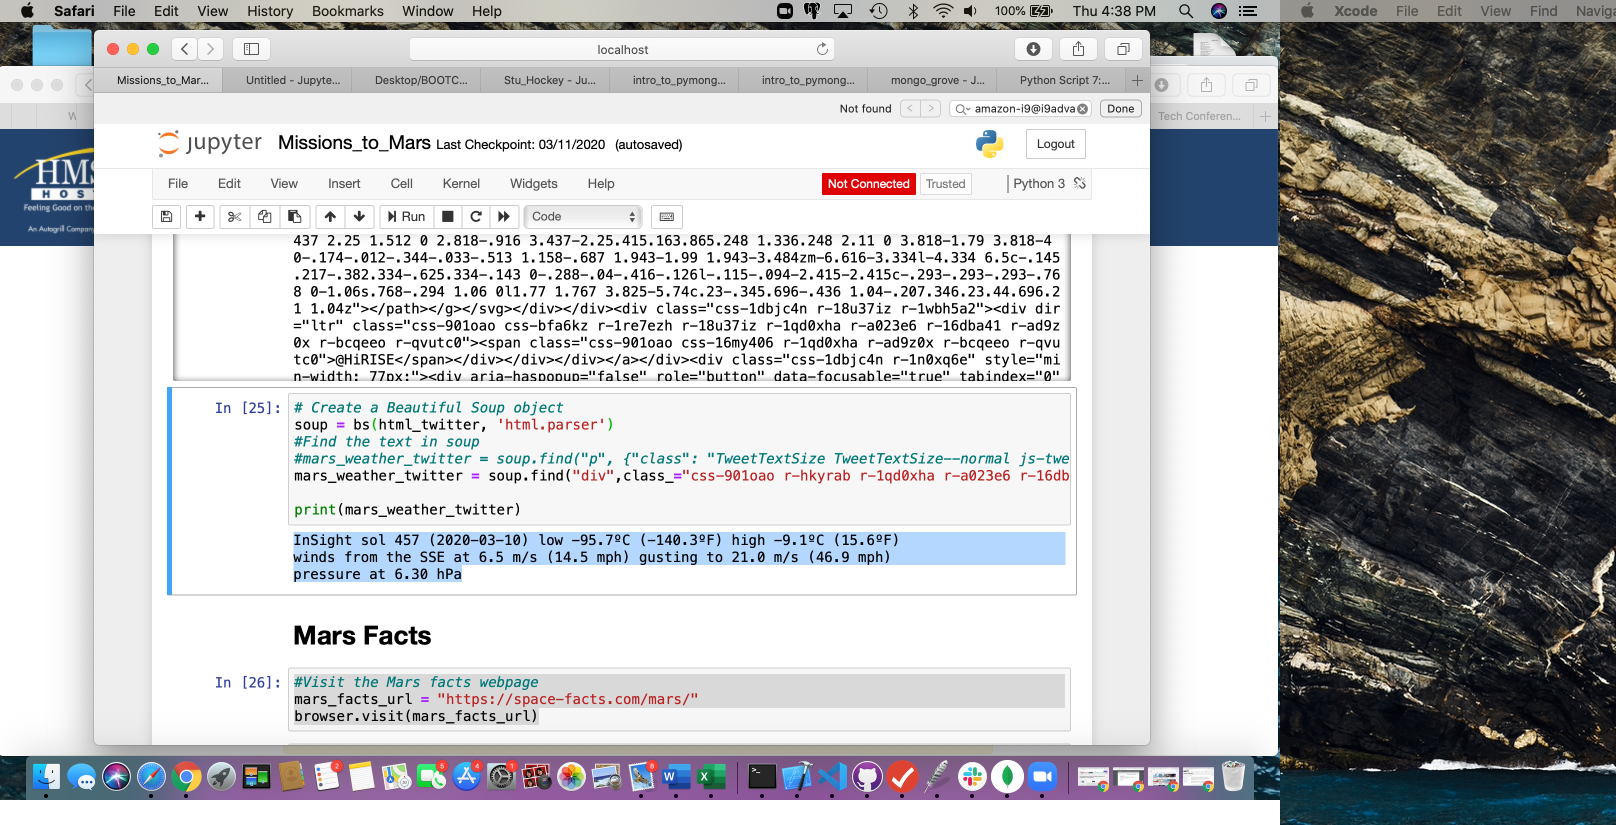 Safari File Edit View History Bookmarks Window Help 100% Thu 4:38 PM
Xcode File Edit View Find Naviga
localhost
Missions_to_Mar... Untitled - Jupyte... Desktop/BOOTC... Stu_Hockey - Ju... intro_to_pymong... intro_to_pymong... mongo_grove - J... Python Script 7:...
W
Tech Conferen...
Not found amazon-i9@i9adva Done
HMS
HOS
Feeling Good on the
An Autogrill Company
jupyter Missions_to_Mars Last Checkpoint: 03/11/2020 (autosaved) Logout
File Edit View Insert Cell Kernel Widgets Help Not Connected Trusted Python 3
Run Code
437 2.25 1.512 0 2.818-.916 3.437-2.25.415.163.865.248 1.336.248 2.11 0 3.818-1.79 3.818-4
0-.174-.012-.344-.033-.513 1.158-.687 1.943-1.99 1.943-3.484zm-6.616-3.334l-4.334 6.5c-.145
.217-.382.334-.625.334-.143 0-.288-.04-.416-.126l-.115-.094-2.415-2.415c-.293-.293-.293-.76
8 0-1.06s.768-.294 1.06 0l1.77 1.767 3.825-5.74c.23-.345.696-.436 1.04-.207.346.23.44.696.2
1 1.04z"></path></g></svg></div></div><div class="css-1dbjc4n r-18u37iz r-1wbh5a2"><div dir
="ltr" class="css-901oao css-bfa6kz r-1re7ezh r-18u37iz r-1qd0xha r-a023e6 r-16dba41 r-ad9z
0x r-bcqeeo r-qvutc0"><span class="css-901oao css-16my406 r-1qd0xha r-ad9z0x r-bcqeeo r-qvu
tc0">@HiRISE</span></div></div></div></a></div><div class="css-1dbjc4n r-1n0xq6e" style="mi
n-width: 77px;"><div aria-haspopup="false" role="button" data-focusable="true" tabindex="0"
In [25]: # Create a Beautiful Soup object
soup = bs(html_twitter, 'html.parser')
#Find the text in soup
#mars_weather_twitter = soup.find("p", {"class": "TweetTextSize TweetTextSize--normal js-twe
mars_weather_twitter = soup.find("div",class_="css-901oao r-hkyrab r-1qd0xha r-a023e6 r-16db
print(mars_weather_twitter)
InSight sol 457 (2020-03-10) low -95.7ºC (-140.3ºF) high -9.1ºC (15.6ºF)
winds from the SSE at 6.5 m/s (14.5 mph) gusting to 21.0 m/s (46.9 mph)
pressure at 6.30 hPa
Mars Facts
In [26]: #Visit the Mars facts webpage
mars_facts_url = "https://space-facts.com/mars/"
browser.visit(mars_facts_url)